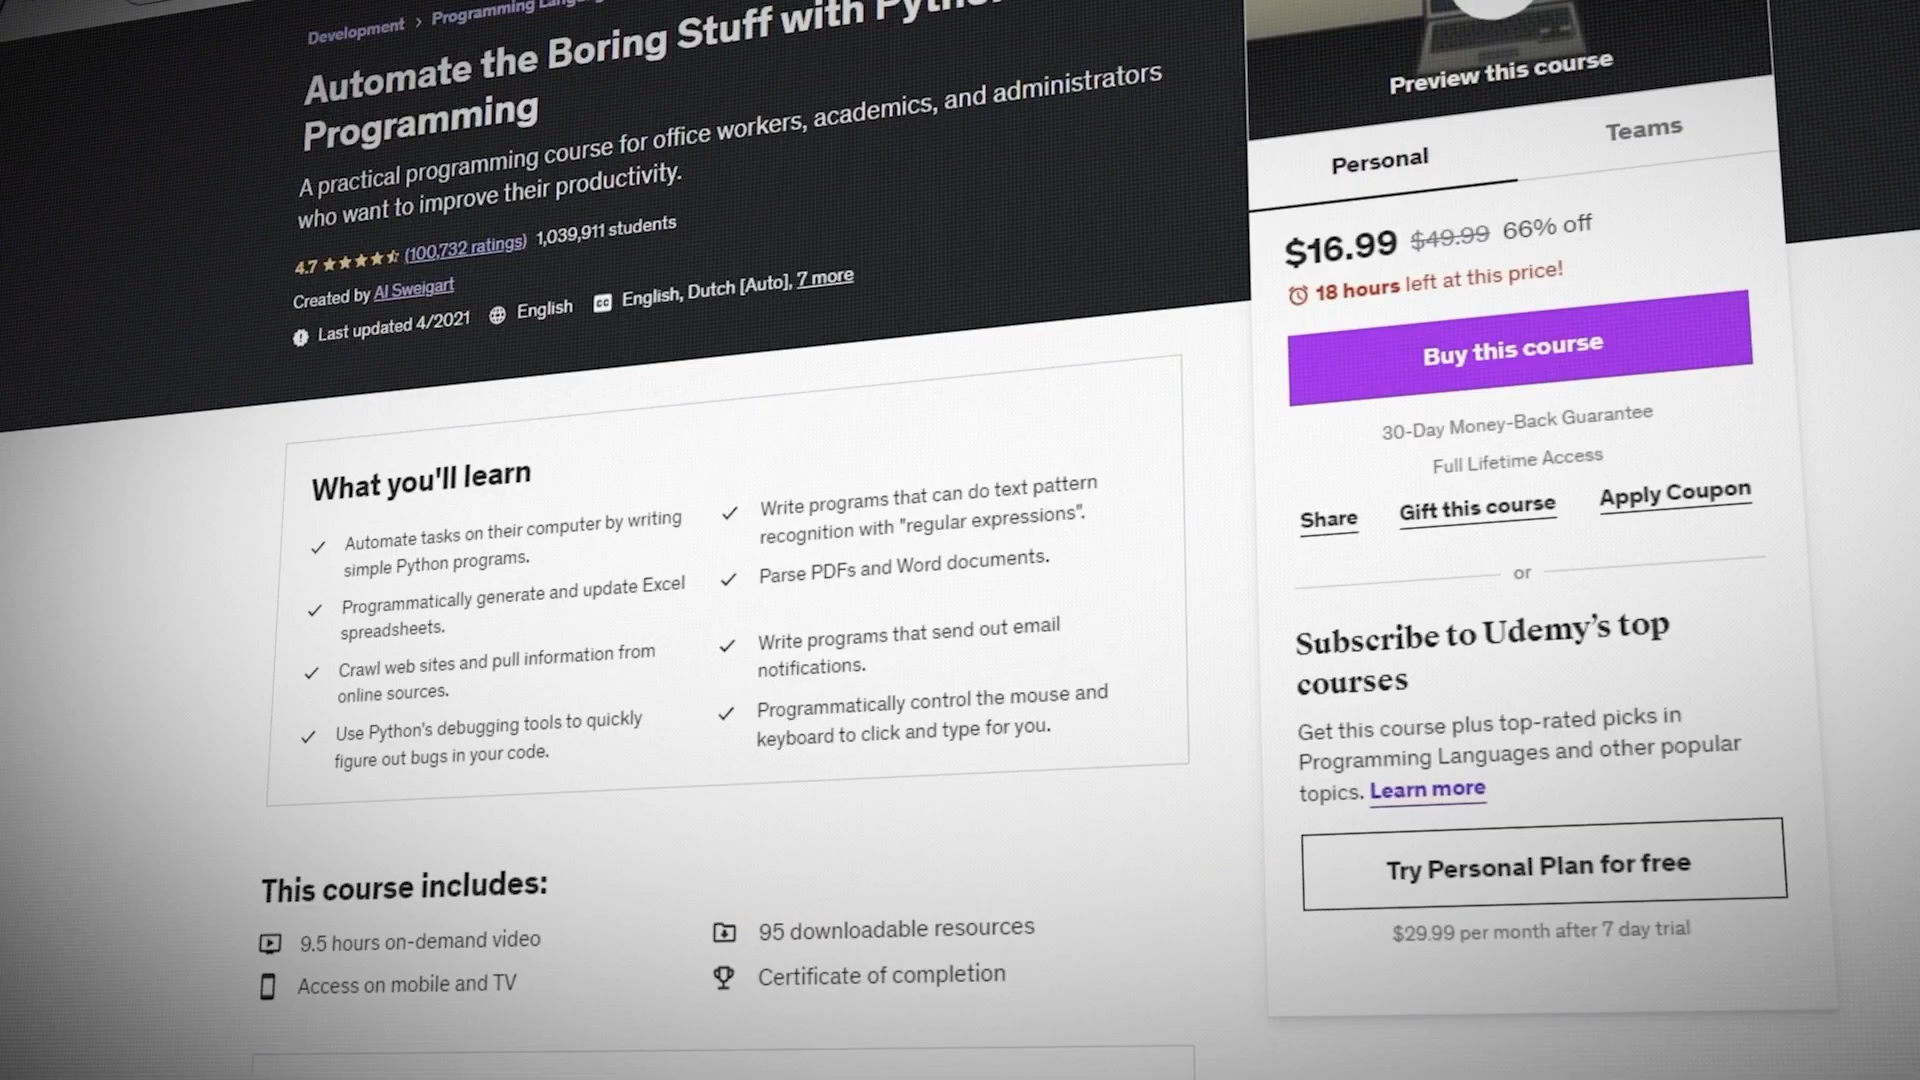 Development > Programming
Automate the Boring Stuff with
Programming
A practical programming course for office workers, academics, and administrators
who want to improve their productivity.
4.7 (100,732 ratings) 1,039,911 students
Created by Al Sweigart
Last updated 4/2021 English English, Dutch [Auto], 7 more
What you'll learn
Automate tasks on their computer by writing
simple Python programs.
Programmatically generate and update Excel
spreadsheets.
Crawl web sites and pull information from
online sources.
Use Python's debugging tools to quickly
figure out bugs in your code.
Write programs that can do text pattern
recognition with "regular expressions".
Parse PDFs and Word documents.
Write programs that send out email
notifications.
Programmatically control the mouse and
keyboard to click and type for you.
This course includes:
9.5 hours on-demand video
Access on mobile and TV
95 downloadable resources
Certificate of completion
Preview this course
Personal
Teams
$16.99 $49.99 66% off
18 hours left at this price!
Buy this course
30-Day Money-Back Guarantee
Full Lifetime Access
Share Gift this course Apply Coupon
or
Subscribe to Udemy’s top
courses
Get this course plus top-rated picks in
Programming Languages and other popular
topics. Learn more
Try Personal Plan for free
$29.99 per month after 7 day trial